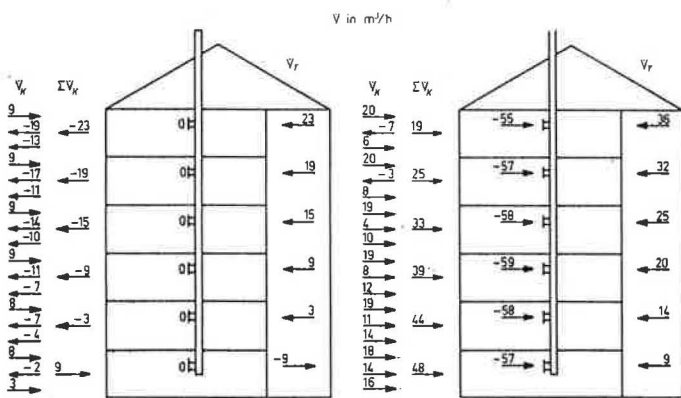 V̇ in m³/h
V̇K ΣV̇K V̇T
9
-19 -23 0 23
-13
9
-17 -19 0 19
-11
9
-14 -15 0 15
-10
9
-11 -9 0 9
-7
8
-7 -3 0 3
-4
8
-2 9 0 -9
3
V̇K ΣV̇K V̇T
20
-7 19 -55 36
6
20
-3 25 -57 32
8
19
4 33 -58 25
10
19
8 39 -59 20
12
19
11 44 -58 14
14
18
14 48 -57 9
16